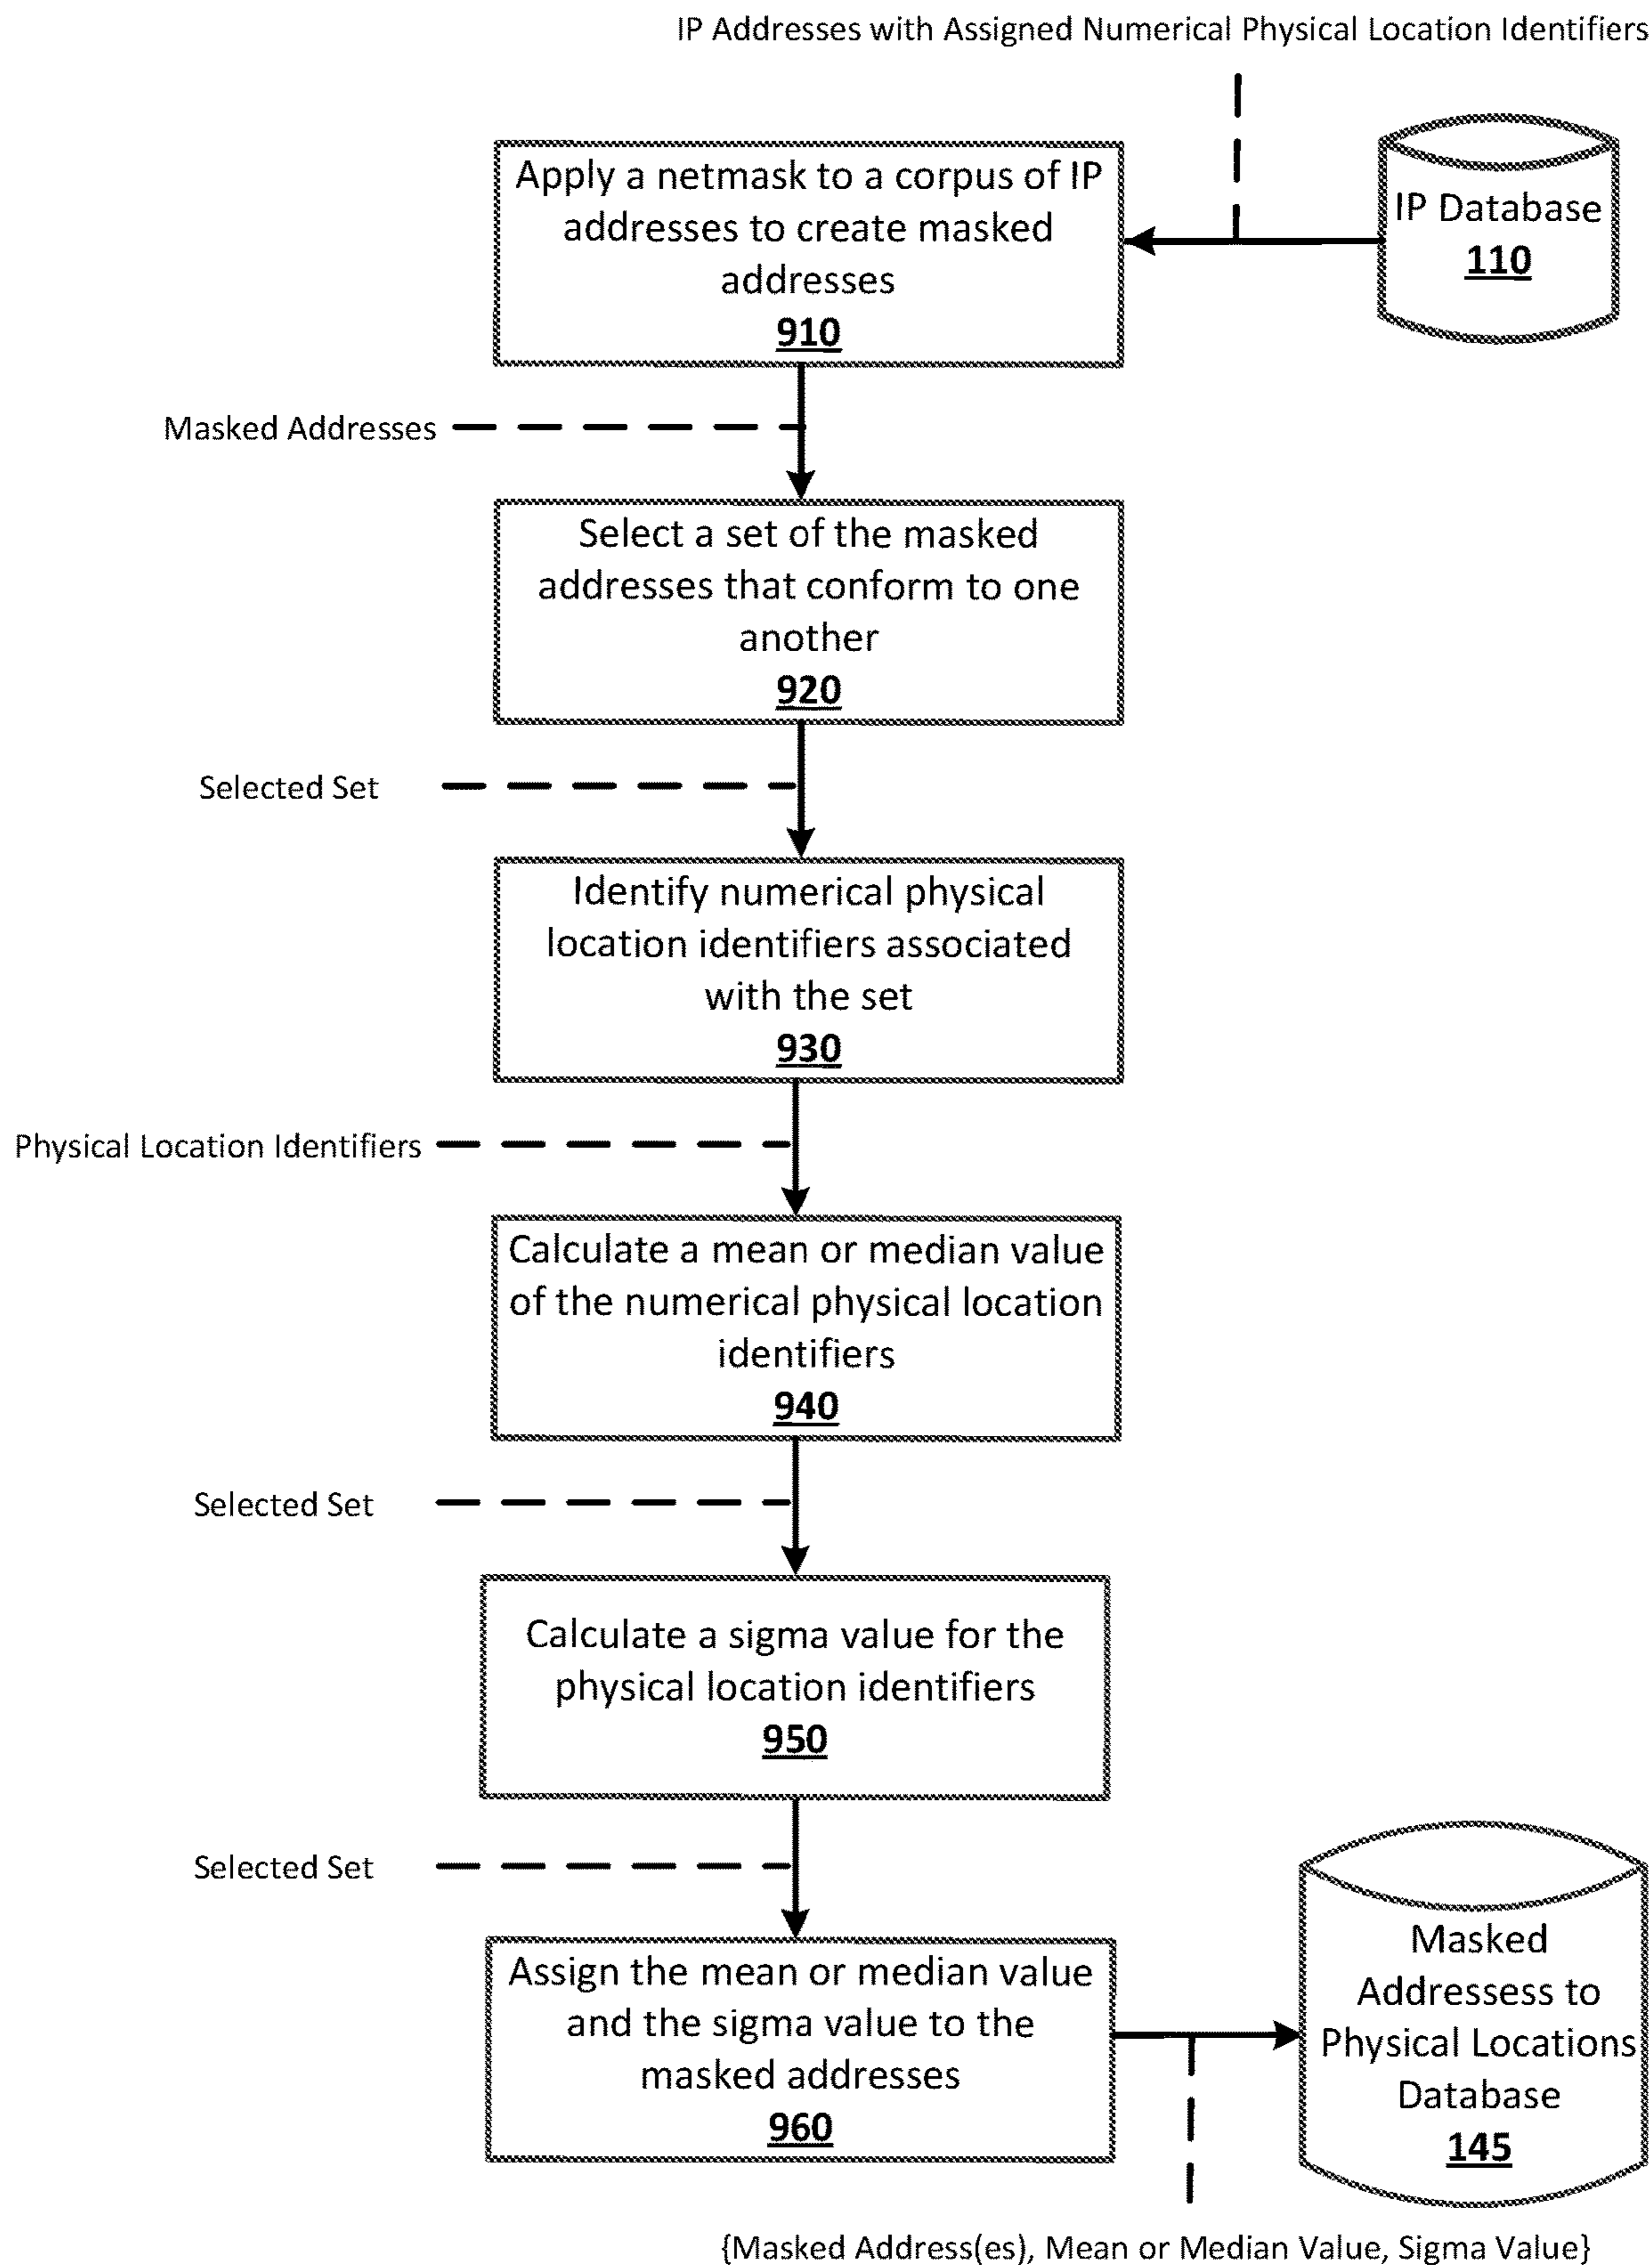 IP Addresses with Assigned Numerical Physical Location Identifiers
Apply a netmask to a corpus of IP
addresses to create masked
addresses
910
IP Database
110
Masked Addresses
Select a set of the masked
addresses that conform to one
another
920
Selected Set
Identify numerical physical
location identifiers associated
with the set
930
Physical Location Identifiers
Calculate a mean or median value
of the numerical physical location
identifiers
940
Selected Set
Calculate a sigma value for the
physical location identifiers
950
Selected Set
Assign the mean or median value
and the sigma value to the
masked addresses
960
Masked
Addressess to
Physical Locations
Database
145
{Masked Address(es), Mean or Median Value, Sigma Value}